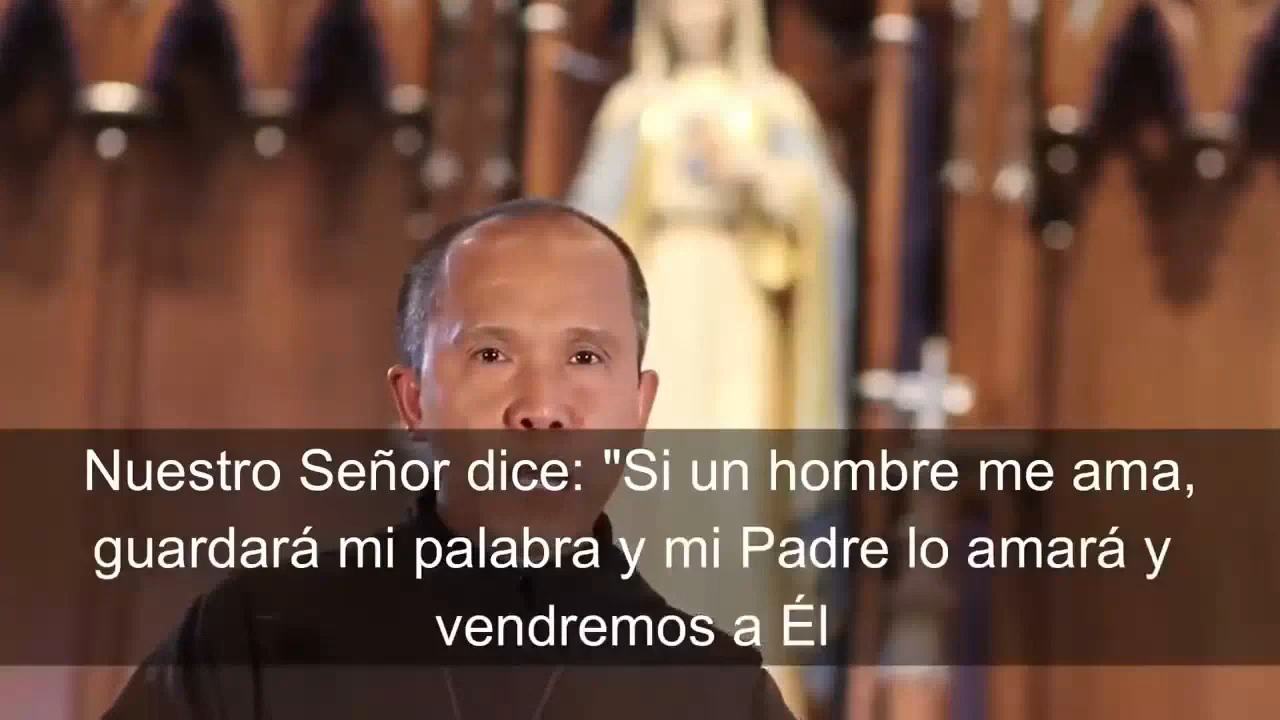 Nuestro Señor dice: "Si un hombre me ama,
guardará mi palabra y mi Padre lo amará y
vendremos a Él